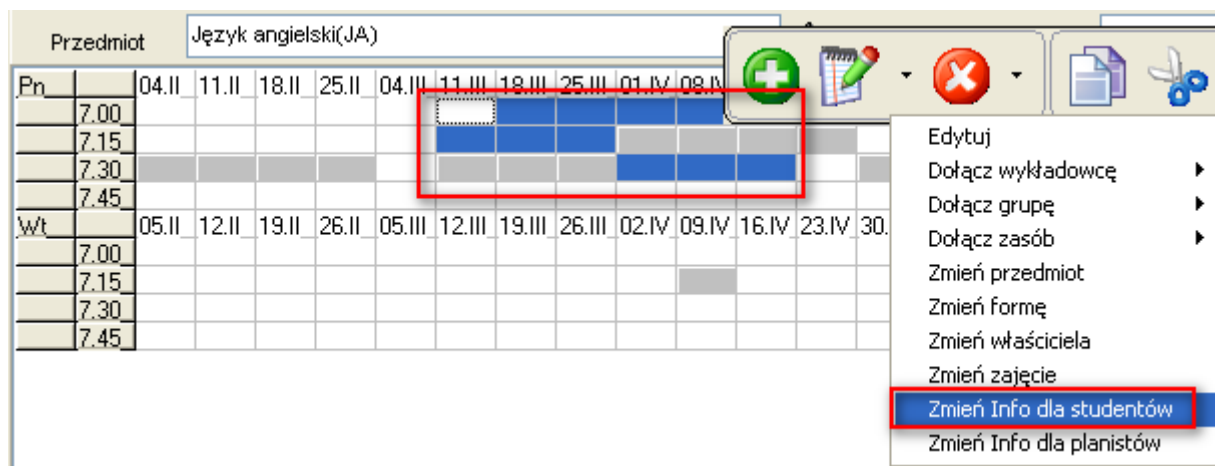 Przedmiot Język angielski(JA)
Pn 04.II 11.II 18.II 25.II 04.III 11.III 18.III 25.III 01.IV 08.IV
7.00
7.15
7.30
7.45
Wt 05.II 12.II 19.II 26.II 05.III 12.III 19.III 26.III 02.IV 09.IV 16.IV 23.IV 30.
7.00
7.15
7.30
7.45
Edytuj
Dołącz wykładowcę
Dołącz grupę
Dołącz zasób
Zmień przedmiot
Zmień formę
Zmień właściciela
Zmień zajęcie
Zmień Info dla studentów
Zmień Info dla planistów